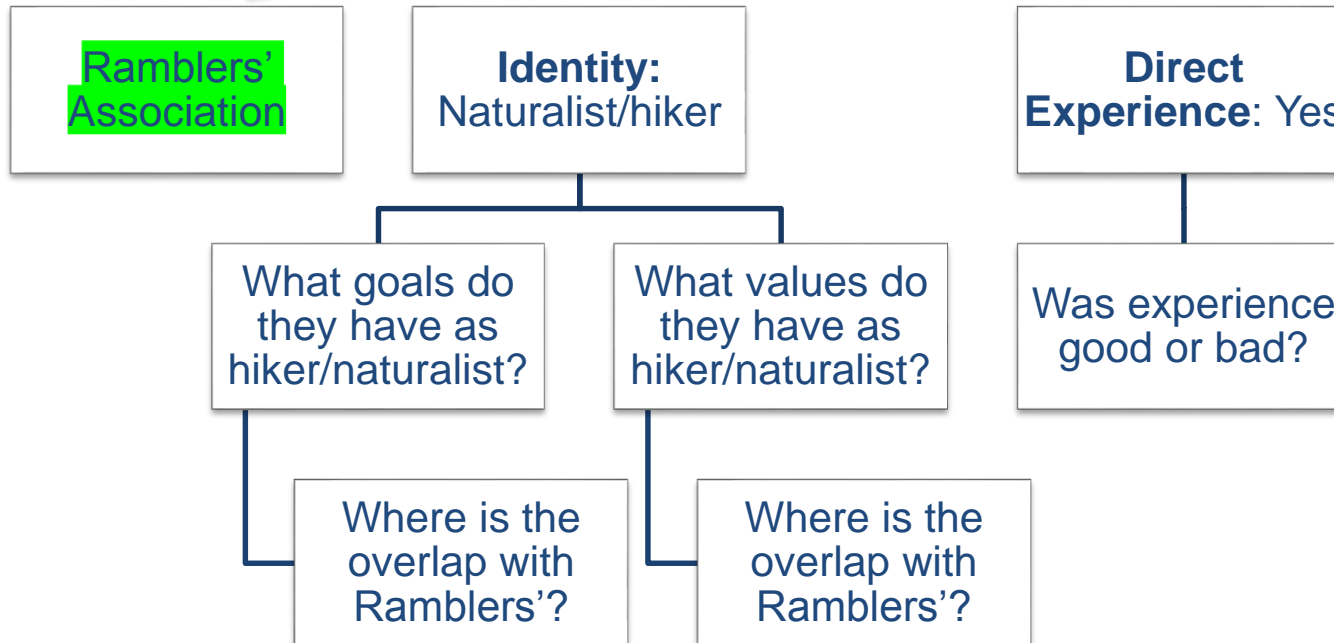 Ramblers’
Association
Identity:
Naturalist/hiker
Direct
Experience: Yes
What goals do
they have as
hiker/naturalist?
What values do
they have as
hiker/naturalist?
Was experience
good or bad?
Where is the
overlap with
Ramblers’?
Where is the
overlap with
Ramblers’?